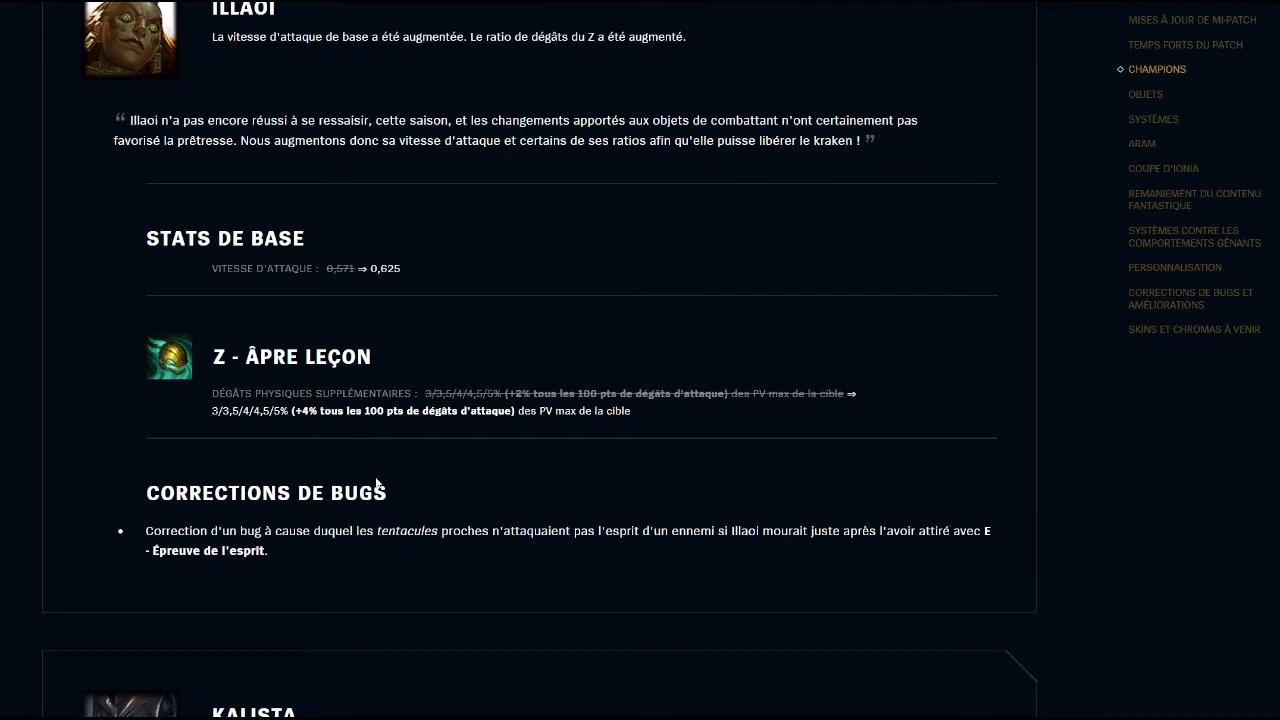 ILLAOI
La vitesse d'attaque de base a été augmentée. Le ratio de dégâts du Z a été augmenté.
“ Illaoi n'a pas encore réussi à se ressaisir, cette saison, et les changements apportés aux objets de combattant n'ont certainement pas
favorisé la prêtresse. Nous augmentons donc sa vitesse d'attaque et certains de ses ratios afin qu'elle puisse libérer le kraken ! ”
STATS DE BASE
VITESSE D'ATTAQUE : 0,571 ⇒ 0,625
Z - ÂPRE LEÇON
DÉGÂTS PHYSIQUES SUPPLÉMENTAIRES : 3/3,5/4/4,5/5% (+2% tous les 100 pts de dégâts d'attaque) des PV max de la cible ⇒
3/3,5/4/4,5/5% (+4% tous les 100 pts de dégâts d'attaque) des PV max de la cible
CORRECTIONS DE BUGS
• Correction d'un bug à cause duquel les tentacules proches n'attaquaient pas l'esprit d'un ennemi si Illaoi mourait juste après l'avoir attiré avec E
- Épreuve de l'esprit.
KALISTA
MISES À JOUR DE MI-PATCH
TEMPS FORTS DU PATCH
CHAMPIONS
OBJETS
SYSTÈMES
ARAM
COUPE D'IONIA
REMANIEMENT DU CONTENU
FANTASTIQUE
SYSTÈMES CONTRE LES
COMPORTEMENTS GÊNANTS
PERSONNALISATION
CORRECTIONS DE BUGS ET
AMÉLIORATIONS
SKINS ET CHROMAS À VENIR